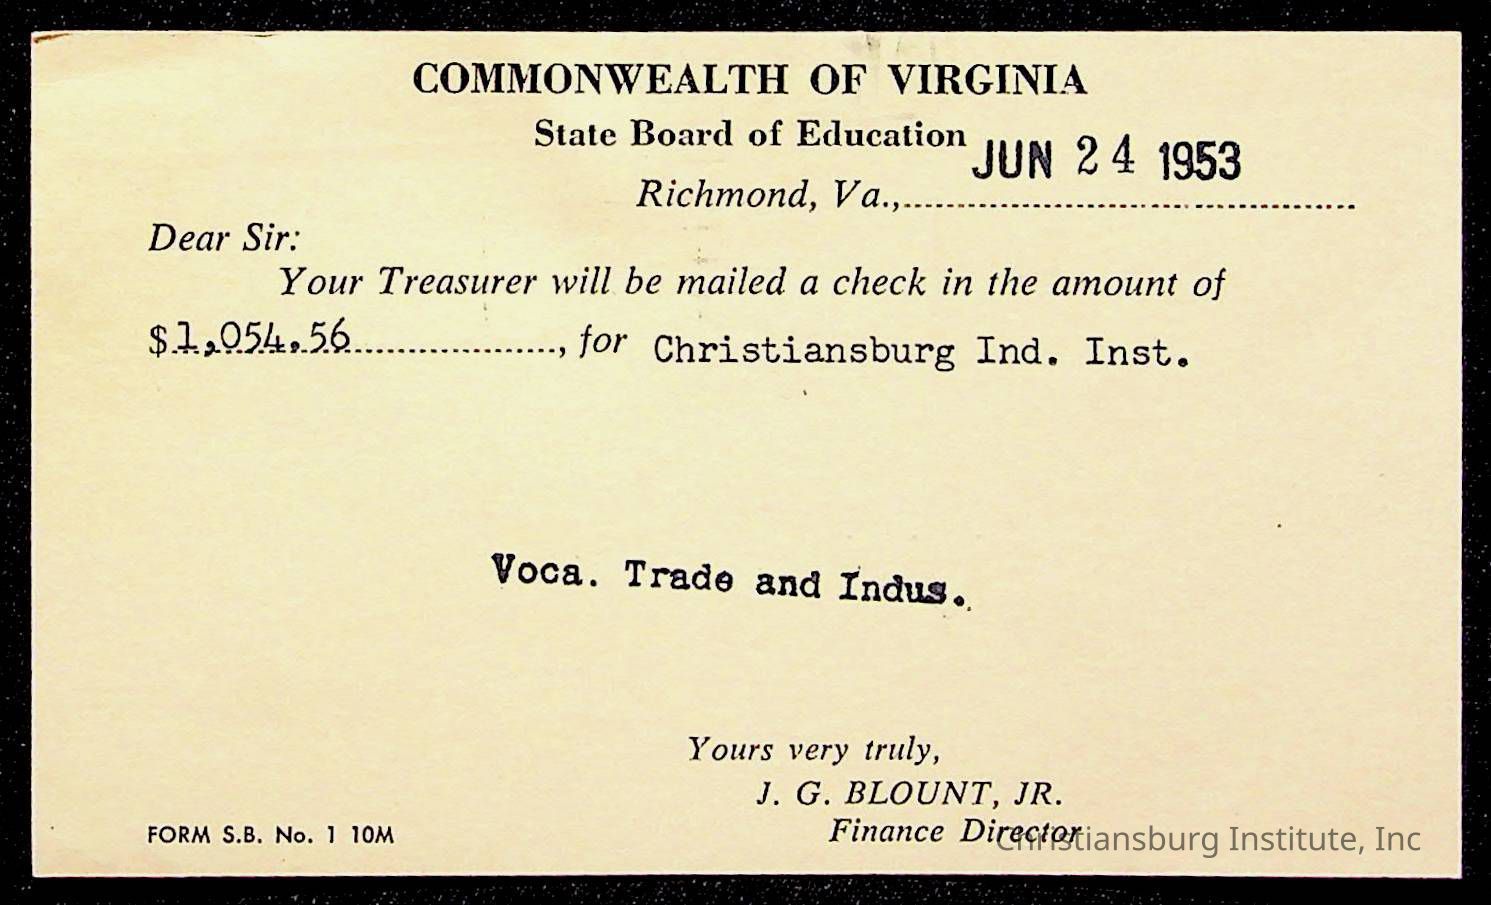 COMMONWEALTH OF VIRGINIA
State Board of Education
JUN 24 1953
Richmond, Va.,
Dear Sir:
Your Treasurer will be mailed a check in the amount of
$1,054.56, for Christiansburg Ind. Inst.
Voca. Trade and Indus.
Yours very truly,
J. G. BLOUNT, JR.
Finance Director
FORM S.B. No. 1 10M
Christiansburg Institute, Inc